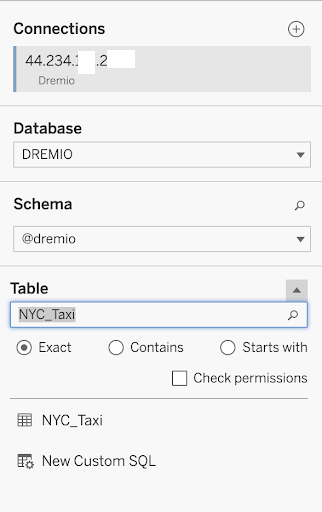 Connections
44.234. .2
Dremio
Database
DREMIO
Schema
@dremio
Table
NYC_Taxi
Exact Contains Starts with
Check permissions
NYC_Taxi
New Custom SQL